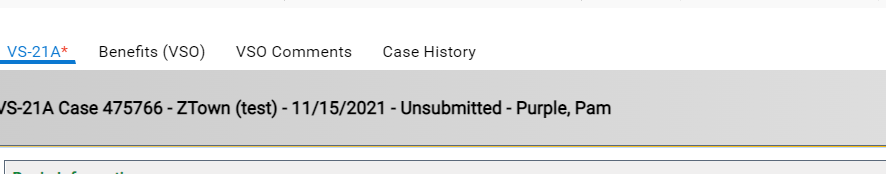 VS-21A* Benefits (VSO) VSO Comments Case History
VS-21A Case 475766 - ZTown (test) - 11/15/2021 - Unsubmitted - Purple, Pam